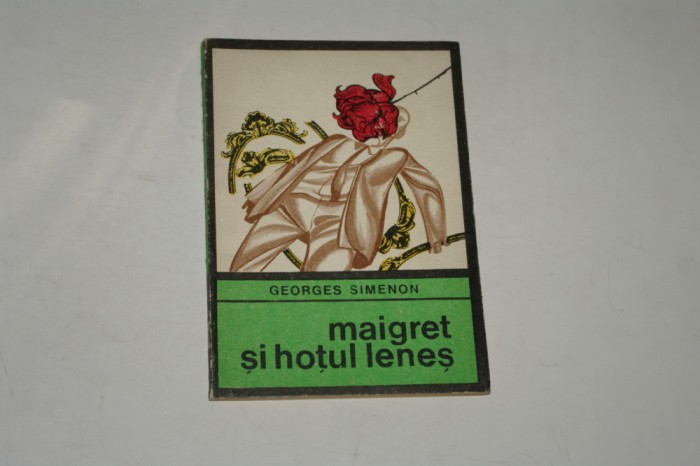 GEORGES SIMENON
maigret
și hoțul leneș